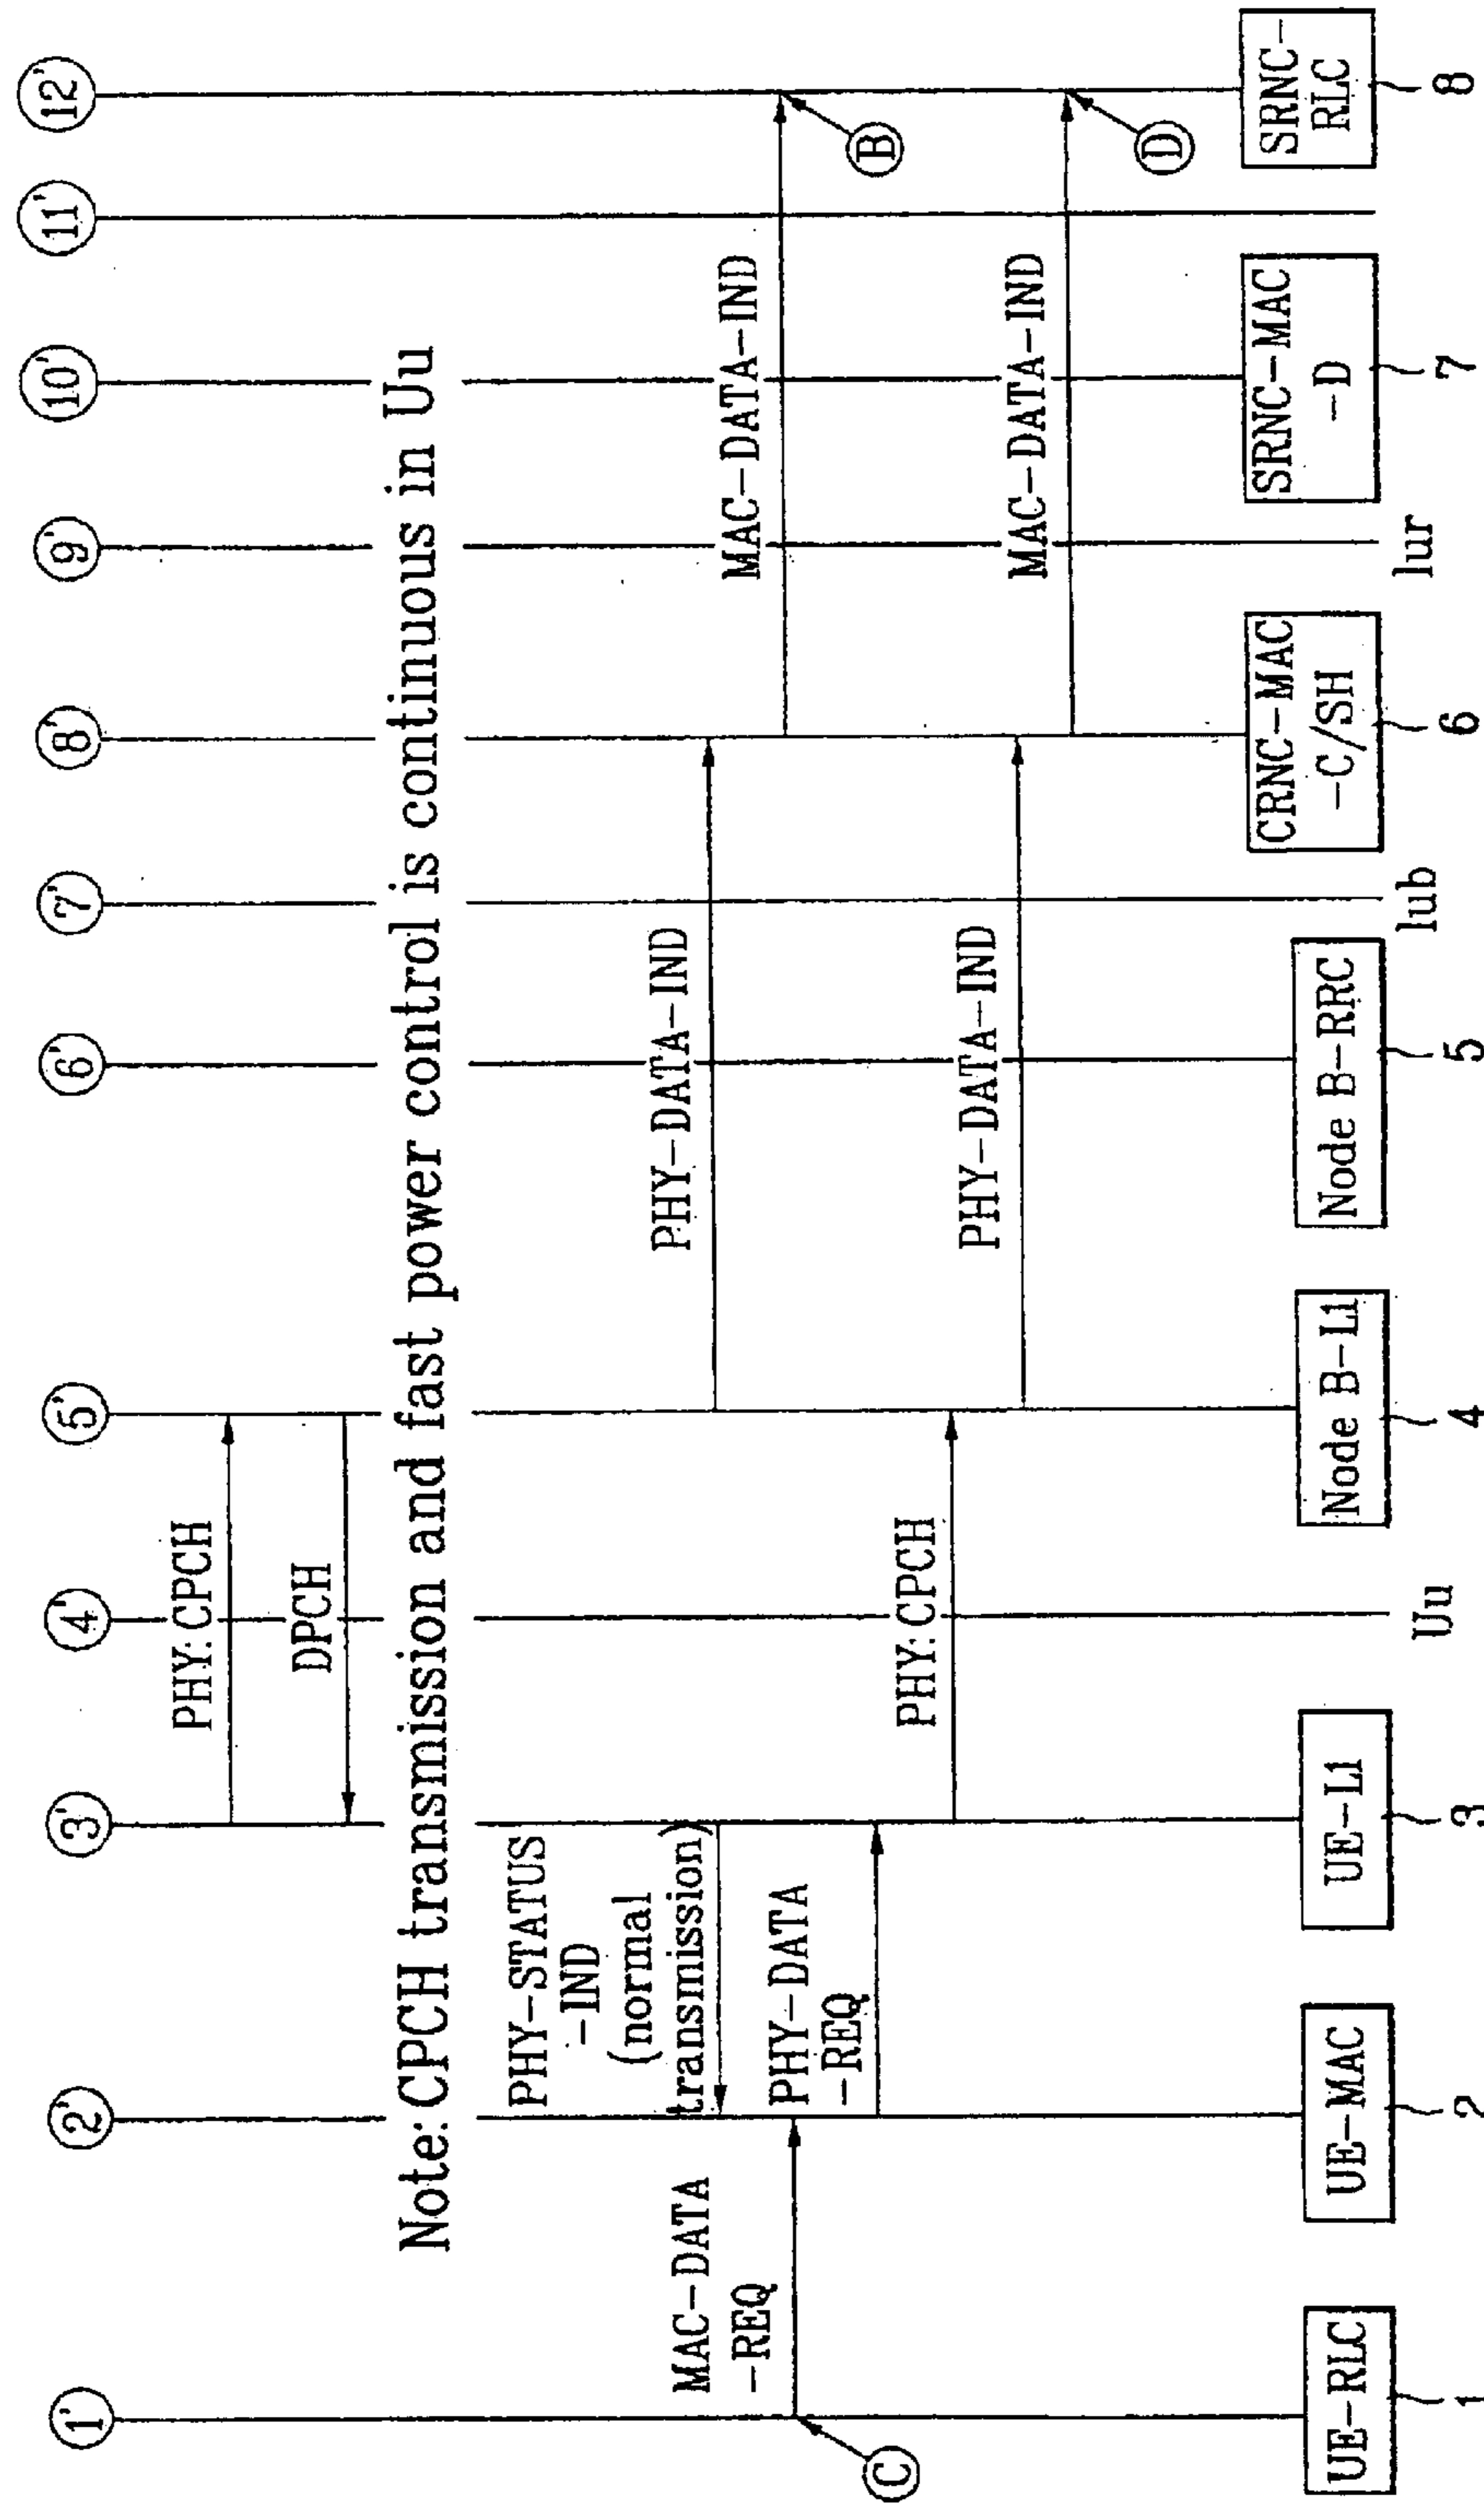 1' 2' 3' 4' 5' 6' 7' 8' 9' 10' 11' 12'
PHY:CPCH
DPCH
Note:CPCH transmission and fast power control is continuous in Uu
PHY-STATUS
-IND
(normal
transmission)
PHY-DATA-IND
MAC-DATA-IND
MAC-DATA
-REQ
PHY-DATA
-REQ
B
C
PHY:CPCH
PHY-DATA-IND
MAC-DATA-IND
D
UE-RLC
UE-MAC
UE-L1
Node B-L1
Node B-RRC
CRNC-MAC
-C/SH
SRNC-MAC
-D
SRNC-
RLC
Uu
lub
lur
1 2 3 4 5 6 7 8